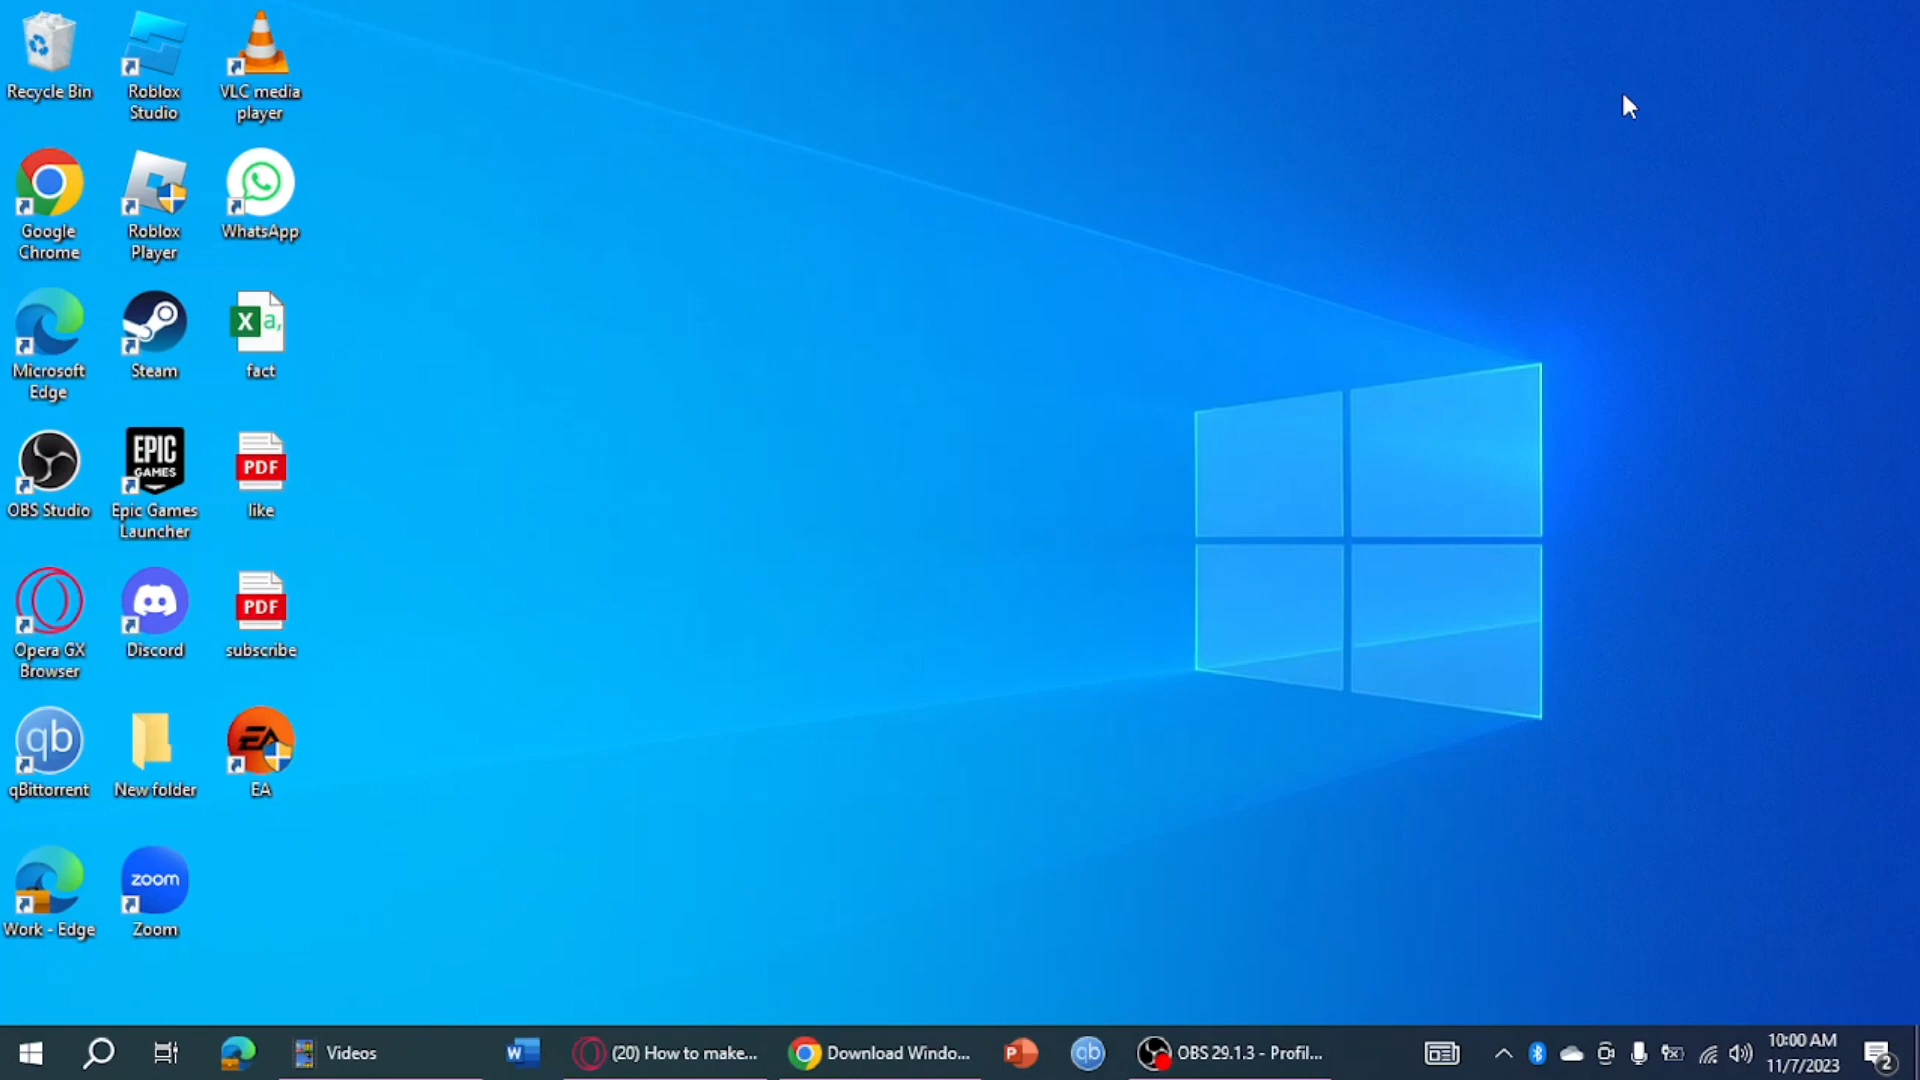 Recycle Bin
Roblox
Studio
VLC media
player
Google
Chrome
Roblox
Player
WhatsApp
Microsoft
Edge
Steam
X a,
fact
OBS Studio
EPIC
GAMES
Epic Games
Launcher
PDF
like
Opera GX
Browser
Discord
PDF
subscribe
qb
qBittorrent
New folder
EA
EA
Work - Edge
zoom
Zoom
Videos
W
(20) How to make...
Download Windo...
P
qb
OBS 29.1.3 - Profil...
10:00 AM
11/7/2023
2